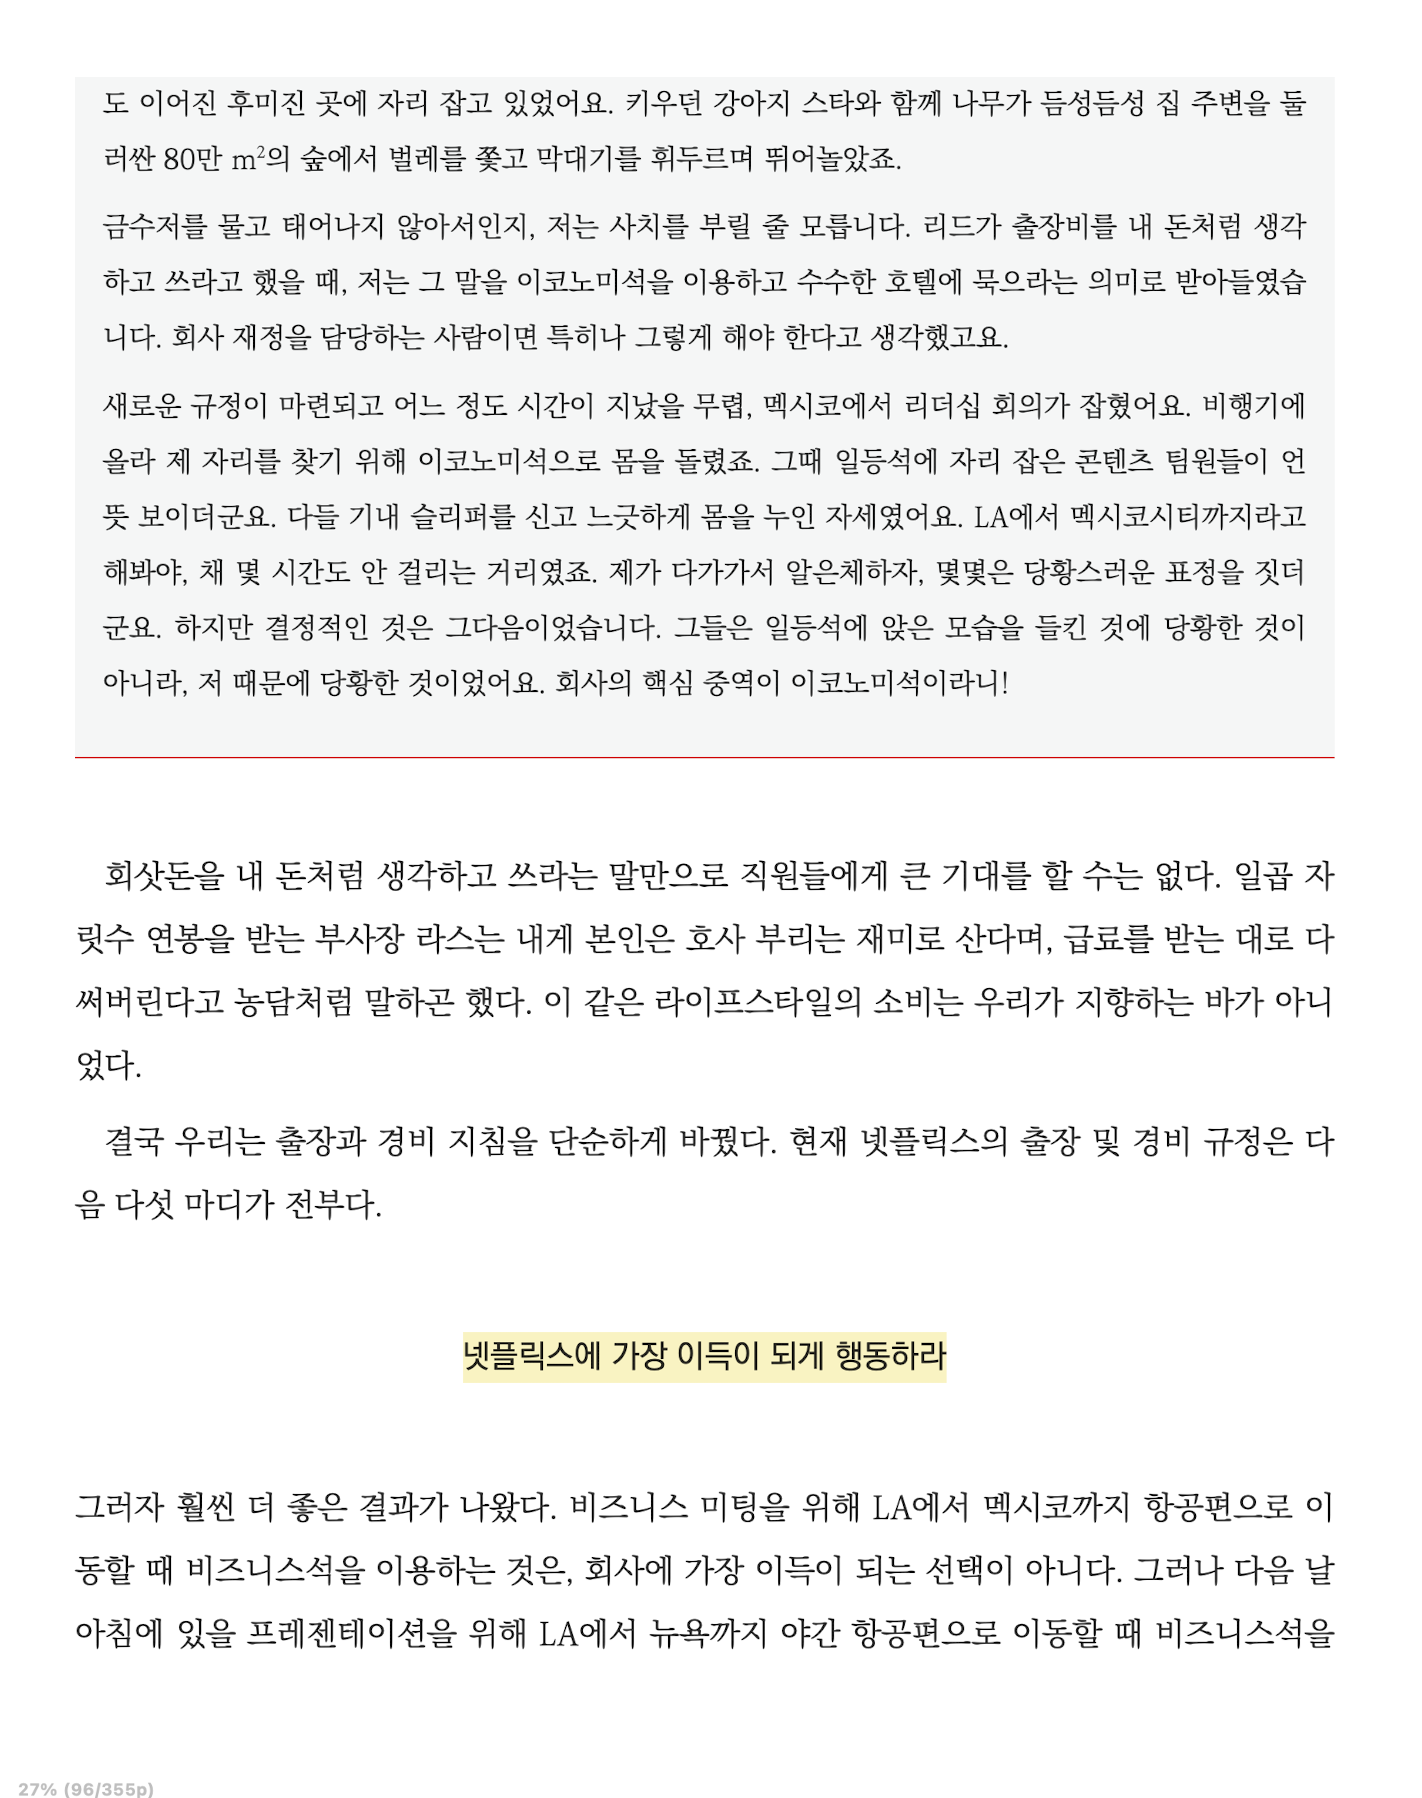 도 이어진 후미진 곳에 자리 잡고 있었어요. 키우던 강아지 스타와 함께 나무가 듬성듬성 집 주변을 둘
러싼 80만 m²의 숲에서 벌레를 쫓고 막대기를 휘두르며 뛰어놀았죠.
금수저를 물고 태어나지 않아서인지, 저는 사치를 부릴 줄 모릅니다. 리드가 출장비를 내 돈처럼 생각
하고 쓰라고 했을 때, 저는 그 말을 이코노미석을 이용하고 수수한 호텔에 묵으라는 의미로 받아들였습
니다. 회사 재정을 담당하는 사람이면 특히나 그렇게 해야 한다고 생각했고요.
새로운 규정이 마련되고 어느 정도 시간이 지났을 무렵, 멕시코에서 리더십 회의가 잡혔어요. 비행기에
올라 제 자리를 찾기 위해 이코노미석으로 몸을 돌렸죠. 그때 일등석에 자리 잡은 콘텐츠 팀원들이 언
뜻 보이더군요. 다들 기내 슬리퍼를 신고 느긋하게 몸을 누인 자세였어요. LA에서 멕시코시티까지라고
해봐야, 채 몇 시간도 안 걸리는 거리였죠. 제가 다가가서 알은체하자, 몇몇은 당황스러운 표정을 짓더
군요. 하지만 결정적인 것은 그다음이었습니다. 그들은 일등석에 앉은 모습을 들킨 것에 당황한 것이
아니라, 저 때문에 당황한 것이었어요. 회사의 핵심 중역이 이코노미석이라니!
회삿돈을 내 돈처럼 생각하고 쓰라는 말만으로 직원들에게 큰 기대를 할 수는 없다. 일곱 자
릿수 연봉을 받는 부사장 라스는 내게 본인은 호사 부리는 재미로 산다며, 급료를 받는 대로 다
써버린다고 농담처럼 말하곤 했다. 이 같은 라이프스타일의 소비는 우리가 지향하는 바가 아니
었다.
결국 우리는 출장과 경비 지침을 단순하게 바꿨다. 현재 넷플릭스의 출장 및 경비 규정은 다
음 다섯 마디가 전부다.
넷플릭스에 가장 이득이 되게 행동하라
그러자 훨씬 더 좋은 결과가 나왔다. 비즈니스 미팅을 위해 LA에서 멕시코까지 항공편으로 이
동할 때 비즈니스석을 이용하는 것은, 회사에 가장 이득이 되는 선택이 아니다. 그러나 다음 날
아침에 있을 프레젠테이션을 위해 LA에서 뉴욕까지 야간 항공편으로 이동할 때 비즈니스석을
27% (96/355p)